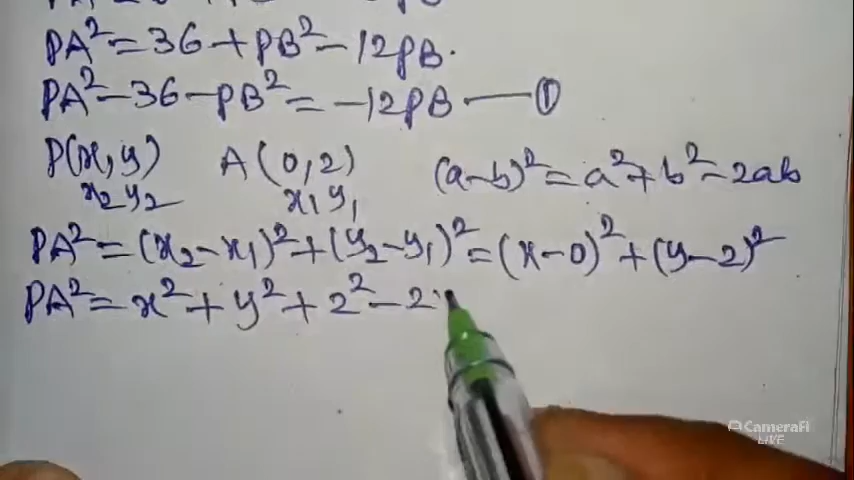 PA² = 36 + PB² - 12PB.
PA² - 36 - PB² = -12PB —— ①
P(x, y) A (0, 2) (a-b)² = a² + b² - 2ab
x₂ y₂ x₁ y₁
PA² = (x₂ - x₁)² + (y₂ - y₁)² = (x - 0)² + (y - 2)²
PA² = x² + y² + 2² - 2
CameraFi
LIVE